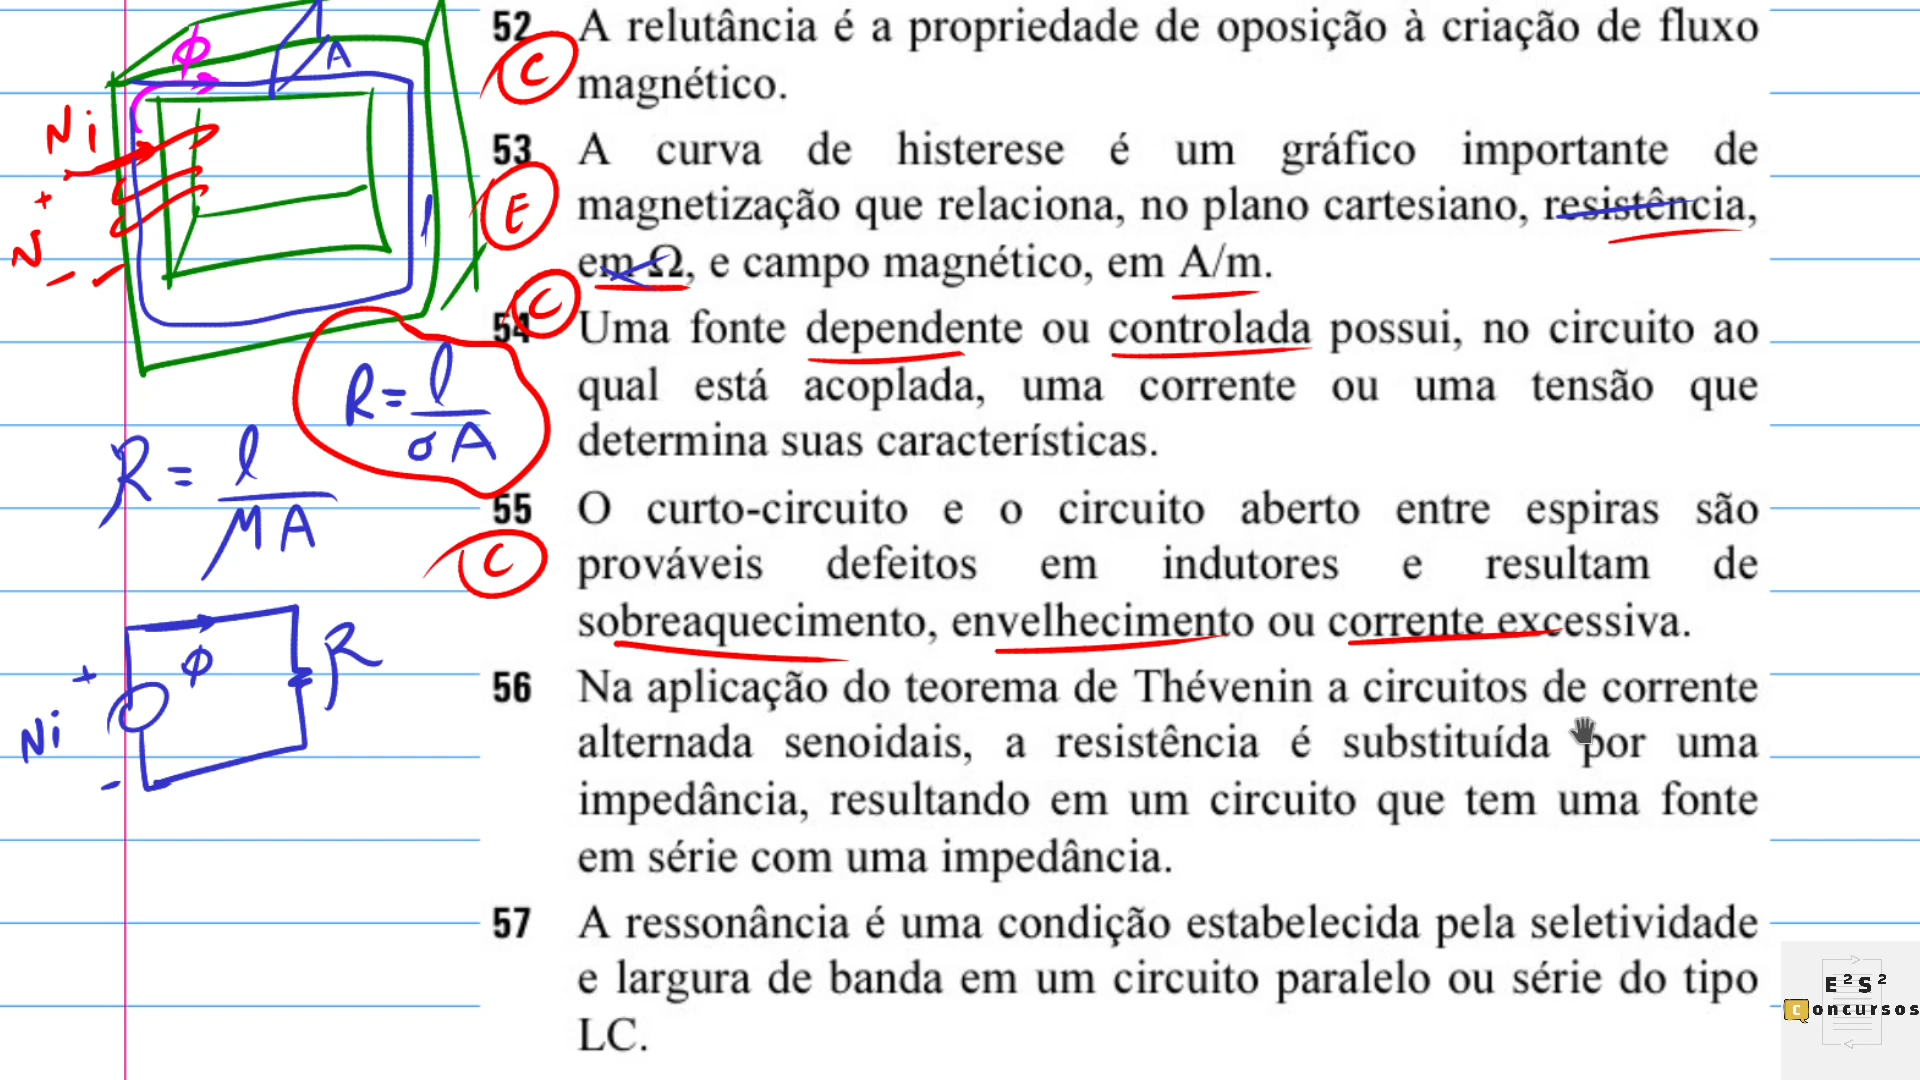 52 A relutância é a propriedade de oposição à criação de fluxo
magnético.
C
53 A curva de histerese é um gráfico importante de
magnetização que relaciona, no plano cartesiano, resistência,
em Ω, e campo magnético, em A/m.
E
54 Uma fonte dependente ou controlada possui, no circuito ao
qual está acoplada, uma corrente ou uma tensão que
determina suas características.
C
55 O curto-circuito e o circuito aberto entre espiras são
prováveis defeitos em indutores e resultam de
sobreaquecimento, envelhecimento ou corrente excessiva.
C
56 Na aplicação do teorema de Thévenin a circuitos de corrente
alternada senoidais, a resistência é substituída por uma
impedância, resultando em um circuito que tem uma fonte
em série com uma impedância.
57 A ressonância é uma condição estabelecida pela seletividade
e largura de banda em um circuito paralelo ou série do tipo
LC.
ϕ
A
Ni
+
N
-
l
R = l / σA
R = l / μA
+
ϕ
R
Ni
-
E²S²
Concursos